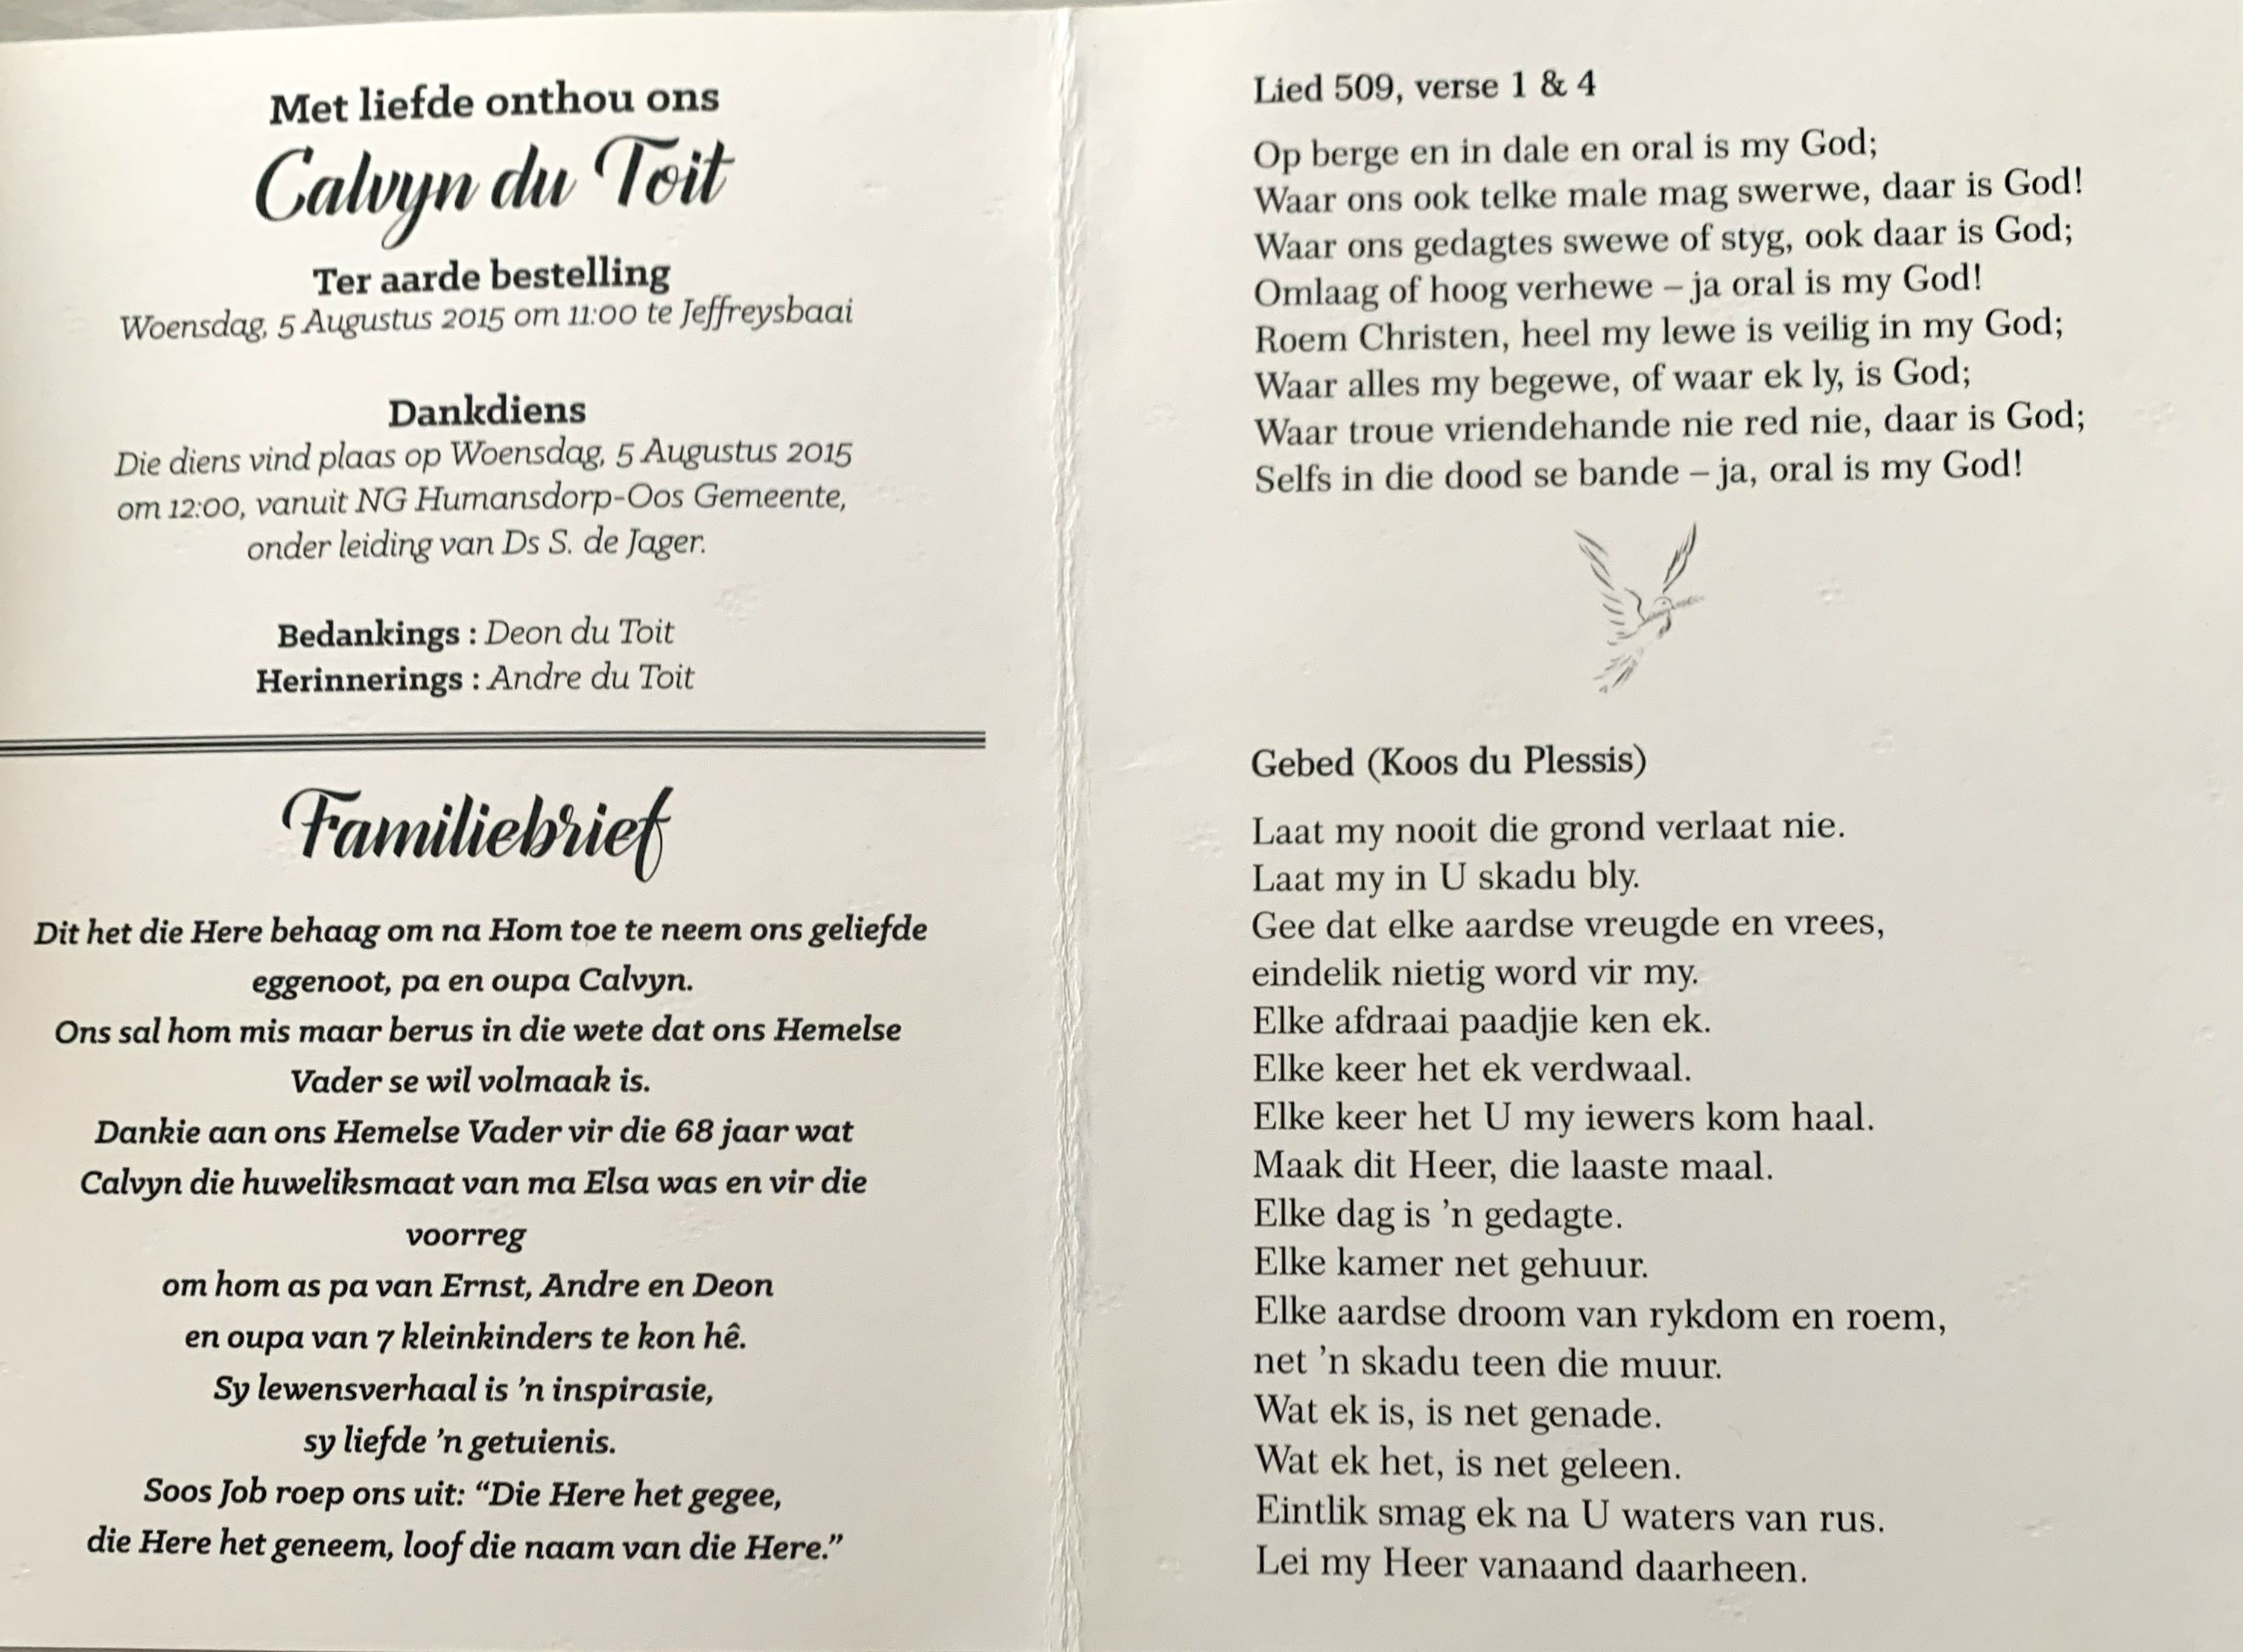 Met liefde onthou ons
Calvyn du Toit
Ter aarde bestelling
Woensdag, 5 Augustus 2015 om 11:00 te Jeffreysbaai
Dankdiens
Die diens vind plaas op Woensdag, 5 Augustus 2015
om 12:00, vanuit NG Humansdorp-Oos Gemeente,
onder leiding van Ds S. de Jager.
Bedankings : Deon du Toit
Herinnerings : Andre du Toit
Familiebrief
Dit het die Here behaag om na Hom toe te neem ons geliefde
eggenoot, pa en oupa Calvyn.
Ons sal hom mis maar berus in die wete dat ons Hemelse
Vader se wil volmaak is.
Dankie aan ons Hemelse Vader vir die 68 jaar wat
Calvyn die huweliksmaat van ma Elsa was en vir die
voorreg
om hom as pa van Ernst, Andre en Deon
en oupa van 7 kleinkinders te kon hê.
Sy lewensverhaal is ’n inspirasie,
sy liefde ’n getuienis.
Soos Job roep ons uit: “Die Here het gegee,
die Here het geneem, loof die naam van die Here.”
Lied 509, verse 1 & 4
Op berge en in dale en oral is my God;
Waar ons ook telke male mag swerwe, daar is God!
Waar ons gedagtes swewe of styg, ook daar is God;
Omlaag of hoog verhewe – ja oral is my God!
Roem Christen, heel my lewe is veilig in my God;
Waar alles my begewe, of waar ek ly, is God;
Waar troue vriendehande nie red nie, daar is God;
Selfs in die dood se bande – ja, oral is my God!
Gebed (Koos du Plessis)
Laat my nooit die grond verlaat nie.
Laat my in U skadu bly.
Gee dat elke aardse vreugde en vrees,
eindelik nietig word vir my.
Elke afdraai paadjie ken ek.
Elke keer het ek verdwaal.
Elke keer het U my iewers kom haal.
Maak dit Heer, die laaste maal.
Elke dag is ’n gedagte.
Elke kamer net gehuur.
Elke aardse droom van rykdom en roem,
net ’n skadu teen die muur.
Wat ek is, is net genade.
Wat ek het, is net geleen.
Eintlik smag ek na U waters van rus.
Lei my Heer vanaand daarheen.